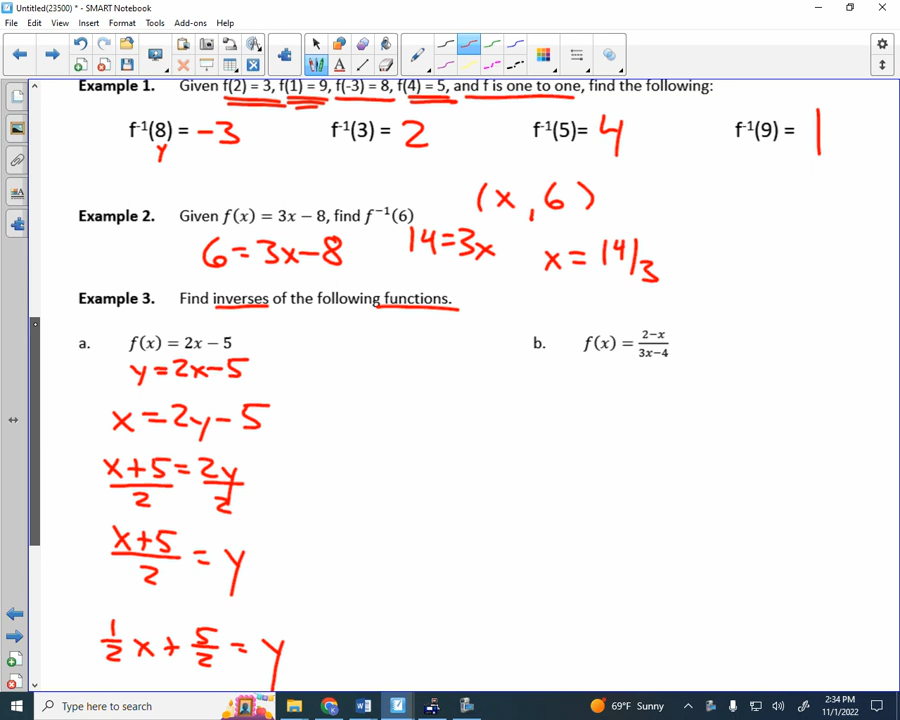 Untitled(23500) * - SMART Notebook
File Edit View Insert Format Tools Add-ons Help
Example 1. Given f(2) = 3, f(1) = 9, f(-3) = 8, f(4) = 5, and f is one to one, find the following:
f⁻¹(8) = -3 f⁻¹(3) = 2 f⁻¹(5)= 4 f⁻¹(9) = 1
y
(x, 6)
Example 2. Given f(x) = 3x − 8, find f⁻¹(6)
6 = 3x - 8 14 = 3x x = 14/3
Example 3. Find inverses of the following functions.
a. f(x) = 2x − 5 b. f(x) = (2−x)/(3x−4)
y = 2x - 5
x = 2y - 5
(x+5)/2 = 2y/2
(x+5)/2 = y
1/2 x + 5/2 = y
Type here to search
69°F Sunny
2:34 PM
11/1/2022